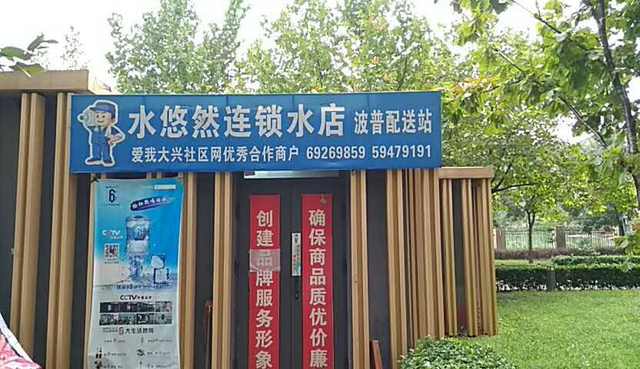 水悠然连锁水店 波普配送站
爱我大兴社区网优秀合作商户 69269859 59479191
创建品牌服务形象
确保商品质优价廉
6
CCTV
CCTV